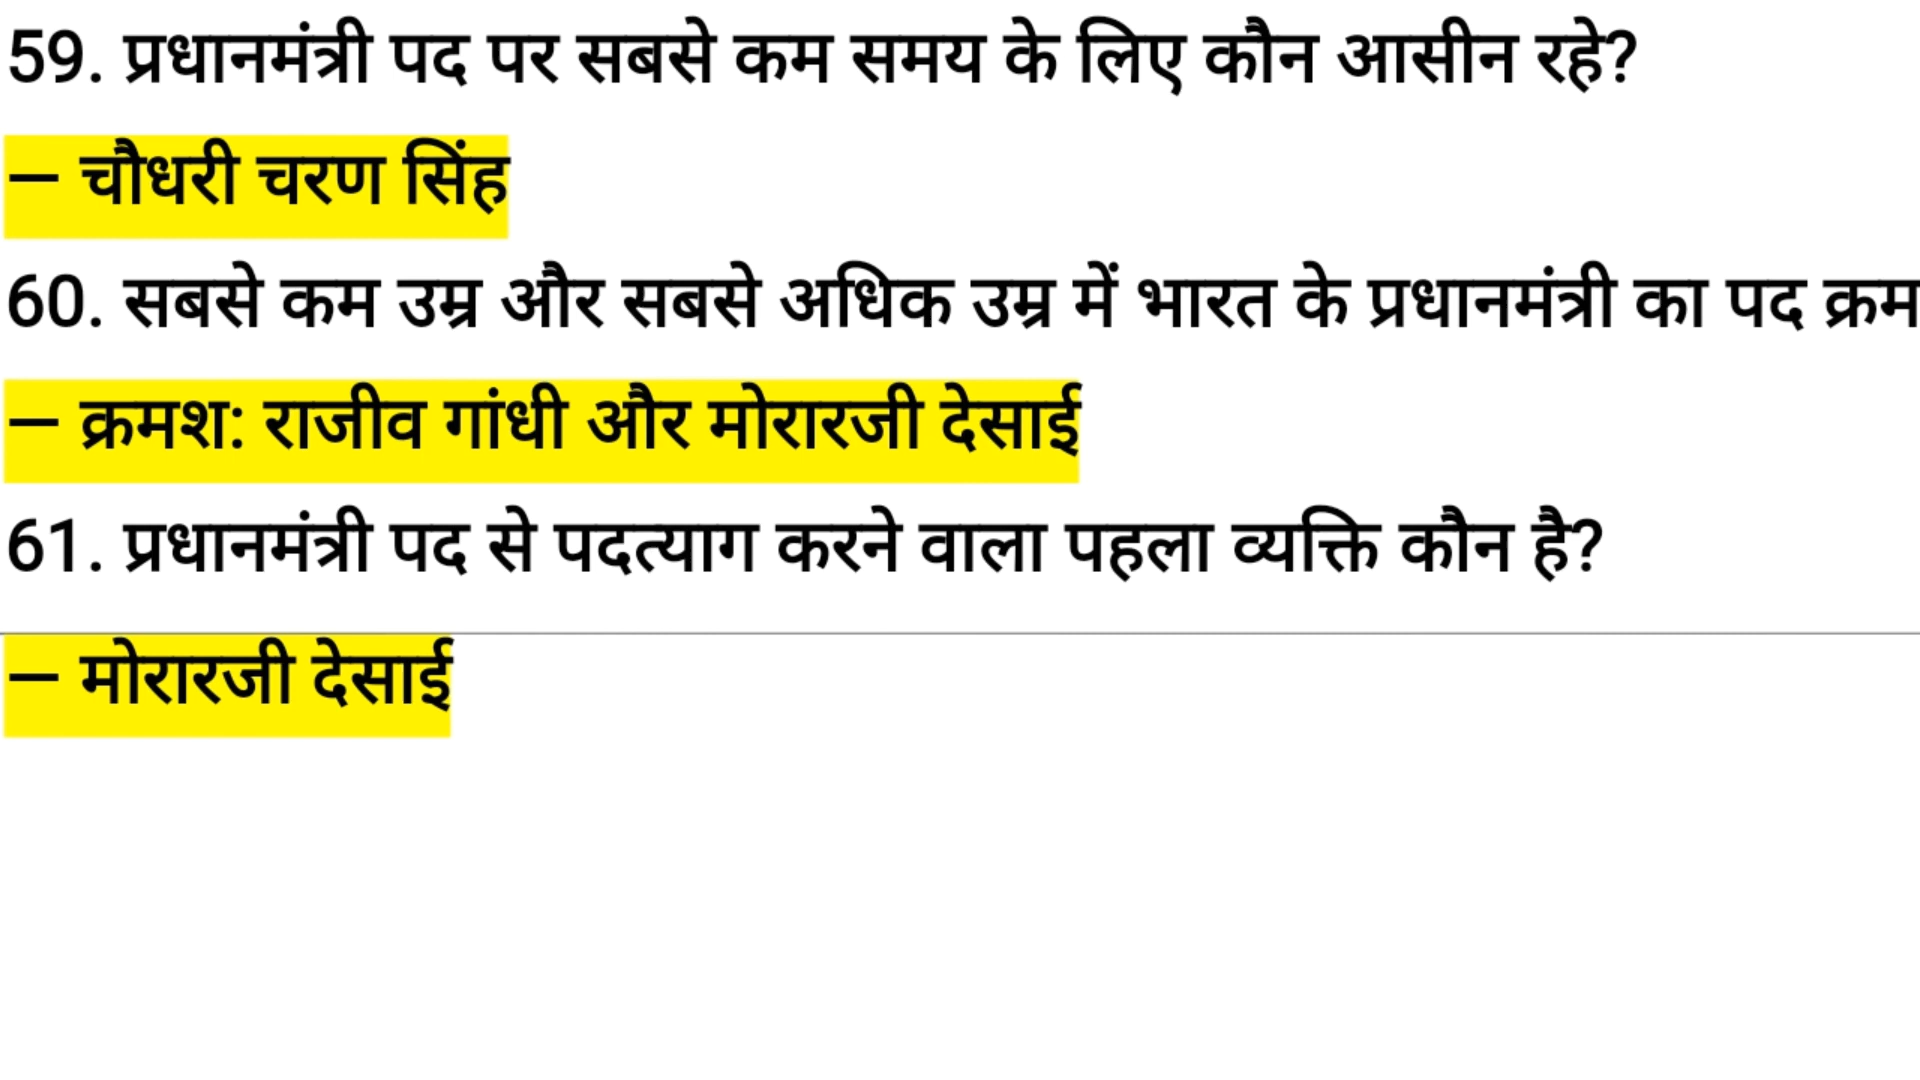 59. प्रधानमंत्री पद पर सबसे कम समय के लिए कौन आसीन रहे?
— चौधरी चरण सिंह
60. सबसे कम उम्र और सबसे अधिक उम्र में भारत के प्रधानमंत्री का पद क्रम
— क्रमश: राजीव गांधी और मोरारजी देसाई
61. प्रधानमंत्री पद से पदत्याग करने वाला पहला व्यक्ति कौन है?
— मोरारजी देसाई